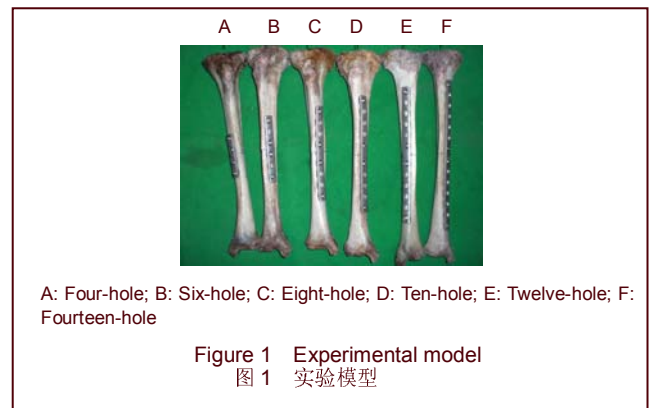 A B C D E F
A: Four-hole; B: Six-hole; C: Eight-hole; D: Ten-hole; E: Twelve-hole; F:
Fourteen-hole
Figure 1 Experimental model
图 1 实验模型